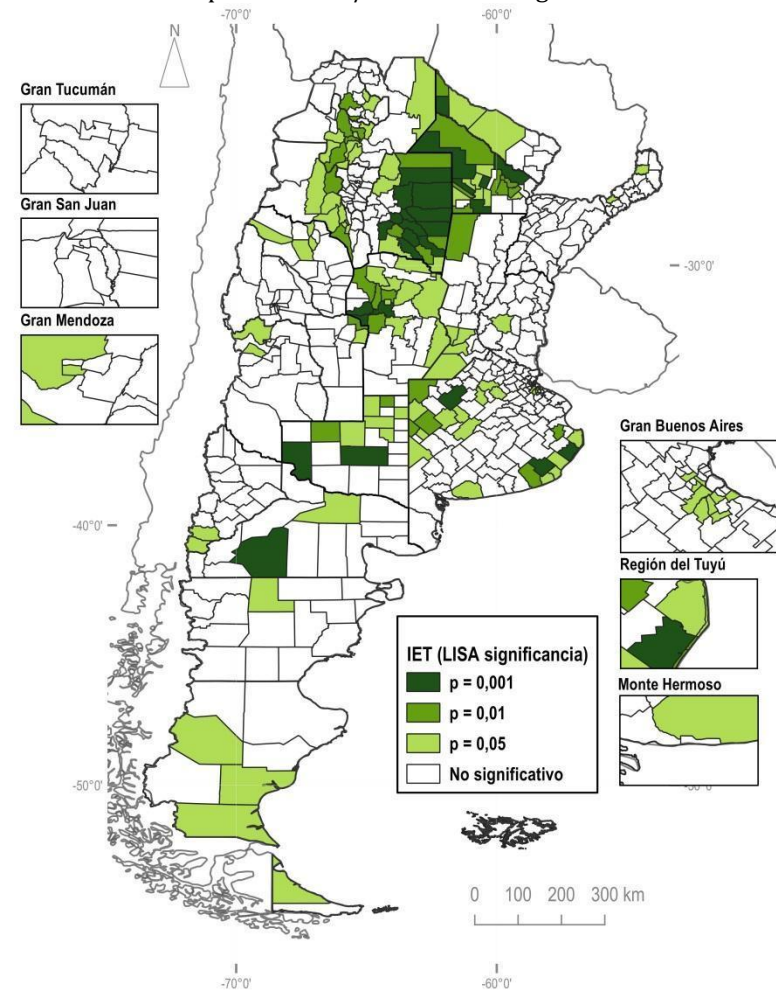 -70°0'
-60°0'
N
Gran Tucumán
Gran San Juan
-30°0'
Gran Mendoza
Gran Buenos Aires
-40°0'
Región del Tuyú
IET (LISA significancia)
p = 0,001
p = 0,01
p = 0,05
No significativo
Monte Hermoso
-50°0'
0 100 200 300 km
-70°0'
-60°0'